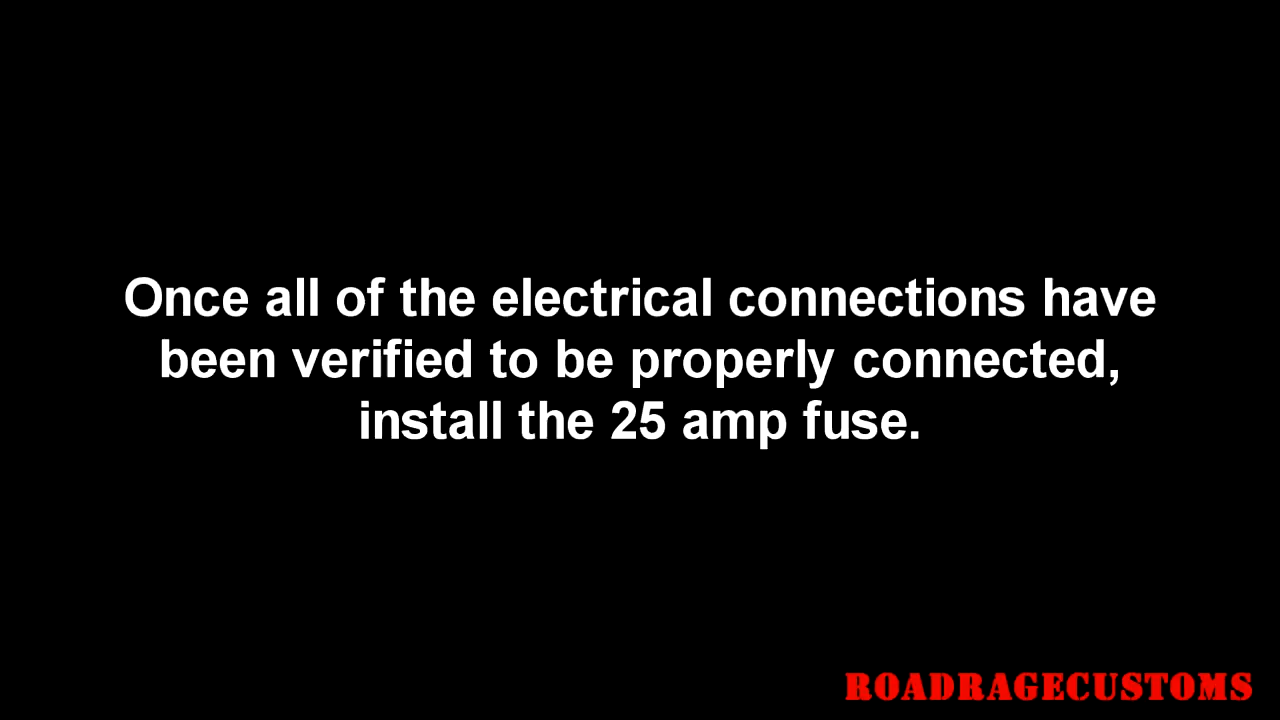 Once all of the electrical connections have
been verified to be properly connected,
install the 25 amp fuse.
ROADRAGECUSTOMS